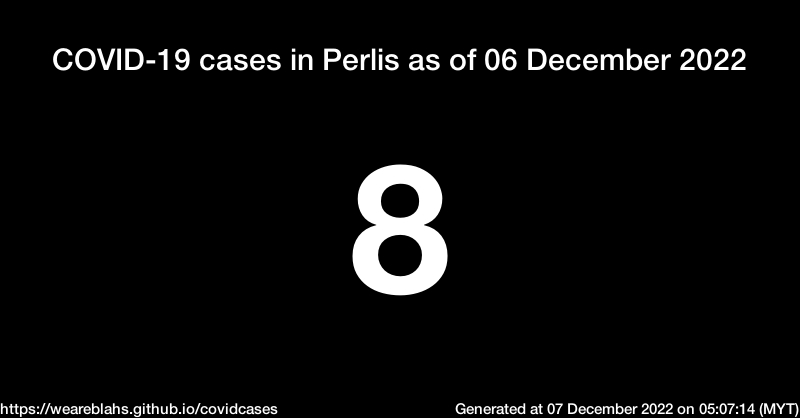 COVID-19 cases in Perlis as of 06 December 2022
8
https://weareblahs.github.io/covidcases
Generated at 07 December 2022 on 05:07:14 (MYT)